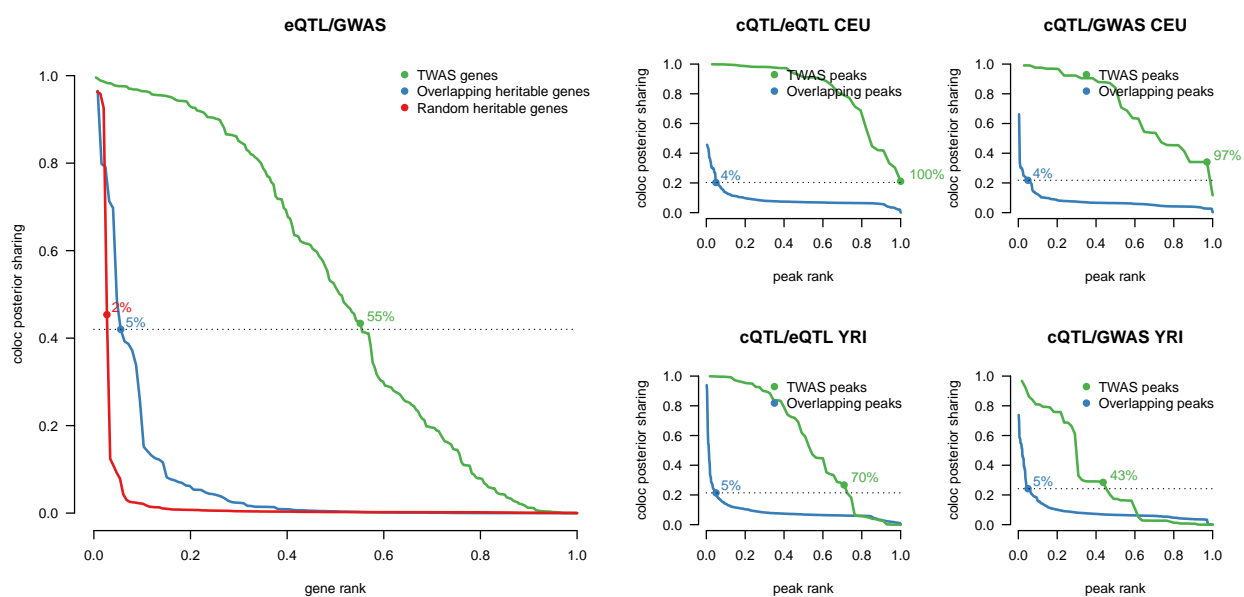 eQTL/GWAS
coloc posterior sharing
1.0
0.8
0.6
0.4
0.2
0.0
TWAS genes
Overlapping heritable genes
Random heritable genes
2%
5%
55%
0.0 0.2 0.4 0.6 0.8 1.0
gene rank
cQTL/eQTL CEU
coloc posterior sharing
1.0
0.8
0.6
0.4
0.2
0.0
TWAS peaks
Overlapping peaks
4%
100%
0.0 0.2 0.4 0.6 0.8 1.0
peak rank
cQTL/GWAS CEU
coloc posterior sharing
1.0
0.8
0.6
0.4
0.2
0.0
TWAS peaks
Overlapping peaks
97%
4%
0.0 0.2 0.4 0.6 0.8 1.0
peak rank
cQTL/eQTL YRI
coloc posterior sharing
1.0
0.8
0.6
0.4
0.2
0.0
TWAS peaks
Overlapping peaks
70%
5%
0.0 0.2 0.4 0.6 0.8 1.0
peak rank
cQTL/GWAS YRI
coloc posterior sharing
1.0
0.8
0.6
0.4
0.2
0.0
TWAS peaks
Overlapping peaks
43%
5%
0.0 0.2 0.4 0.6 0.8 1.0
peak rank